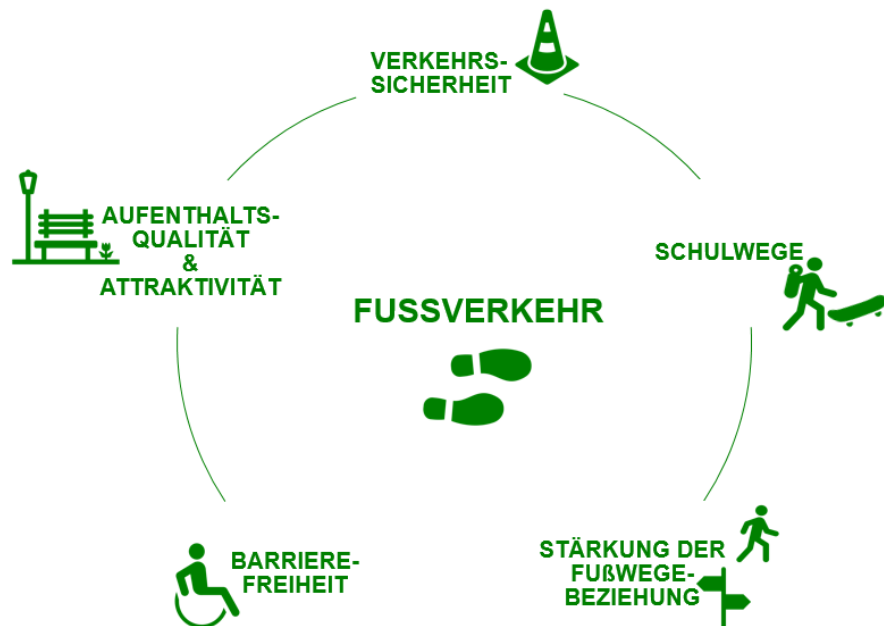 VERKEHRS-
SICHERHEIT
AUFENTHALTS-
QUALITÄT
&
ATTRAKTIVITÄT
SCHULWEGE
FUSSVERKEHR
BARRIERE-
FREIHEIT
STÄRKUNG DER
FUßWEGE-
BEZIEHUNG